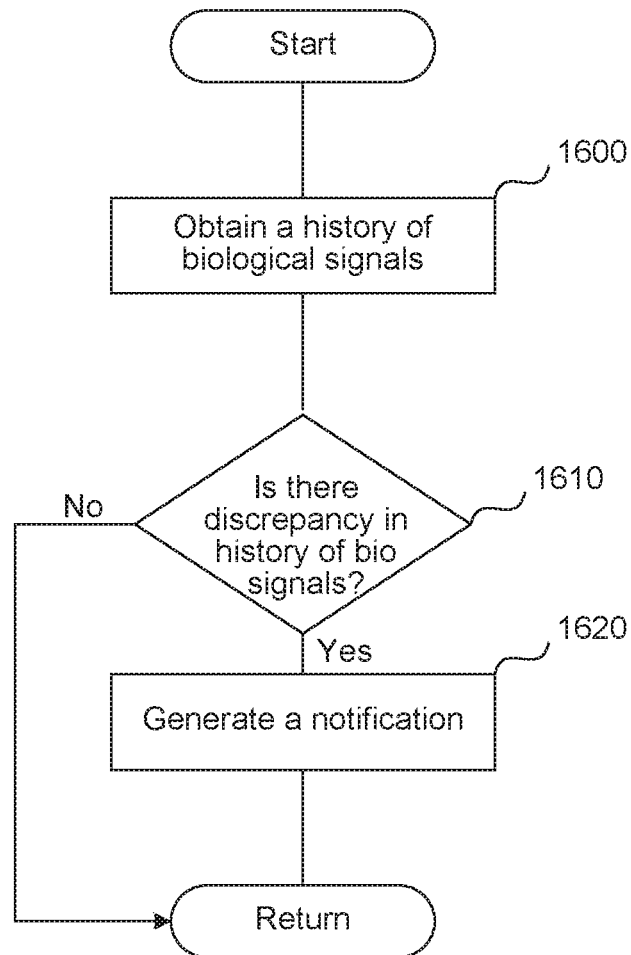 Start
1600
Obtain a history of
biological signals
1610
Is there
discrepancy in
history of bio
signals?
No
Yes
1620
Generate a notification
Return